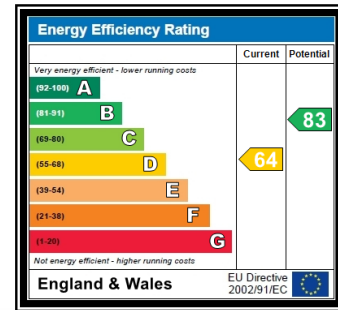 Energy Efficiency Rating
Current Potential
Very energy efficient - lower running costs
(92-100) A
(81-91) B
83
(69-80) C
(55-68) D
64
(39-54) E
(21-38) F
(1-20) G
Not energy efficient - higher running costs
England & Wales
EU Directive
2002/91/EC